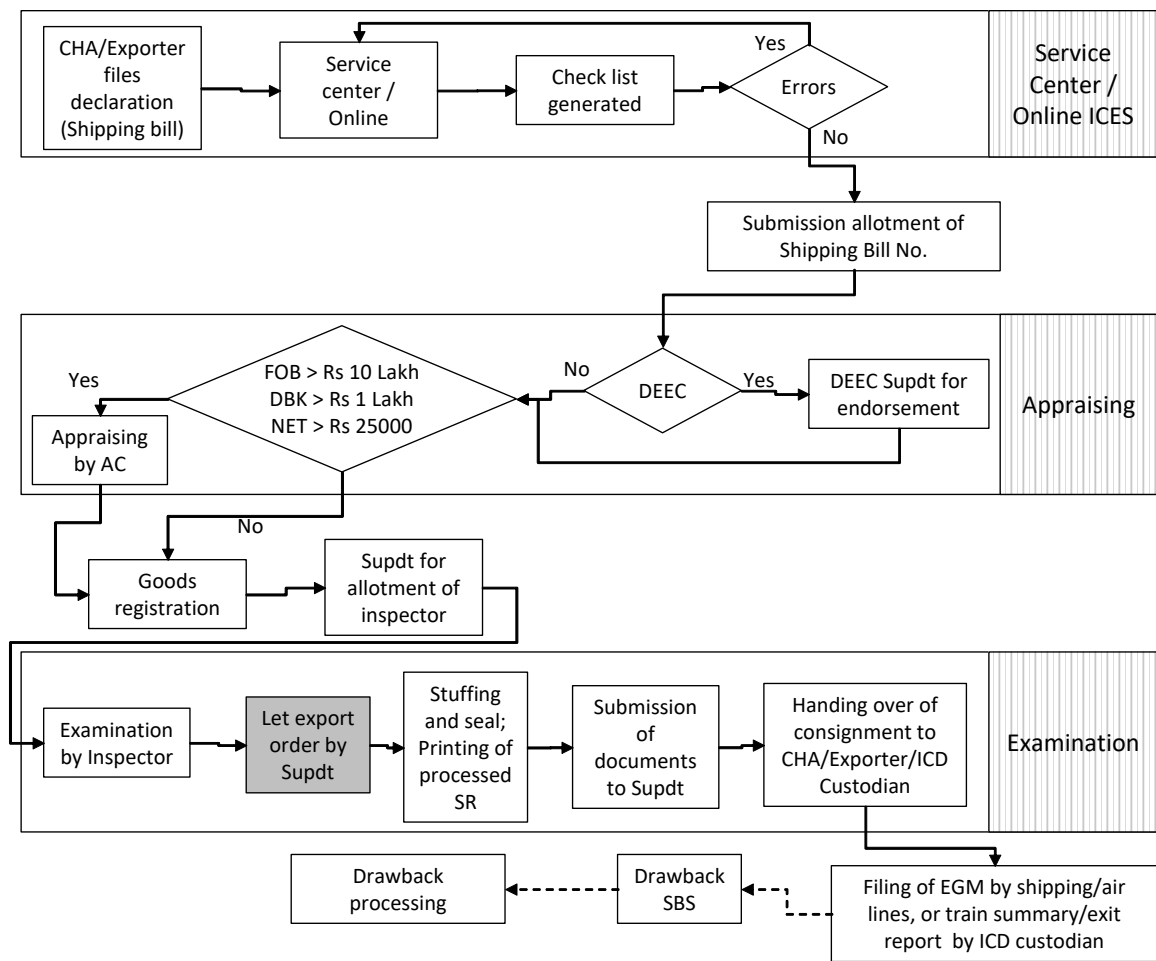 CHA/Exporter
files
declaration
(Shipping bill)
Service
center /
Online
Check list
generated
Yes
Errors
No
Service
Center /
Online ICES
Submission allotment of
Shipping Bill No.
Yes
FOB > Rs 10 Lakh
DBK > Rs 1 Lakh
NET > Rs 25000
No
DEEC
Yes
DEEC Supdt for
endorsement
Appraising
Appraising
by AC
No
Goods
registration
Supdt for
allotment of
inspector
Examination
by Inspector
Let export
order by
Supdt
Stuffing
and seal;
Printing of
processed
SR
Submission
of
documents
to Supdt
Handing over of
consignment to
CHA/Exporter/ICD
Custodian
Examination
Drawback
processing
Drawback
SBS
Filing of EGM by shipping/air
lines, or train summary/exit
report by ICD custodian